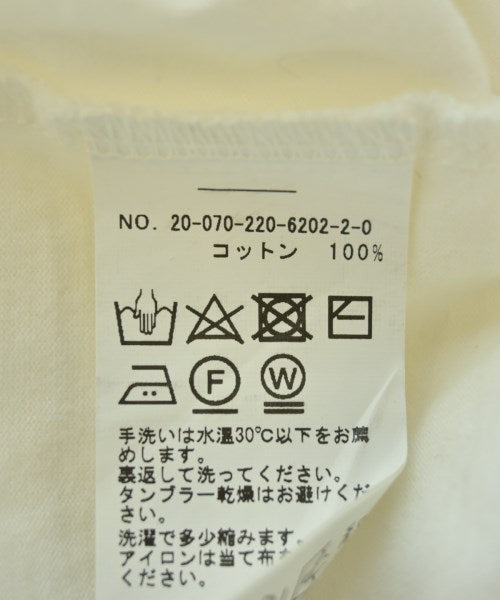 NO. 20-070-220-6202-2-0
コットン 100%
F W
手洗いは水温30℃以下をお薦
めします。
裏返して洗ってください。
タンブラー乾燥はお避けくだ
さい。
洗濯で多少縮みます。
アイロンは当て布を
ください。